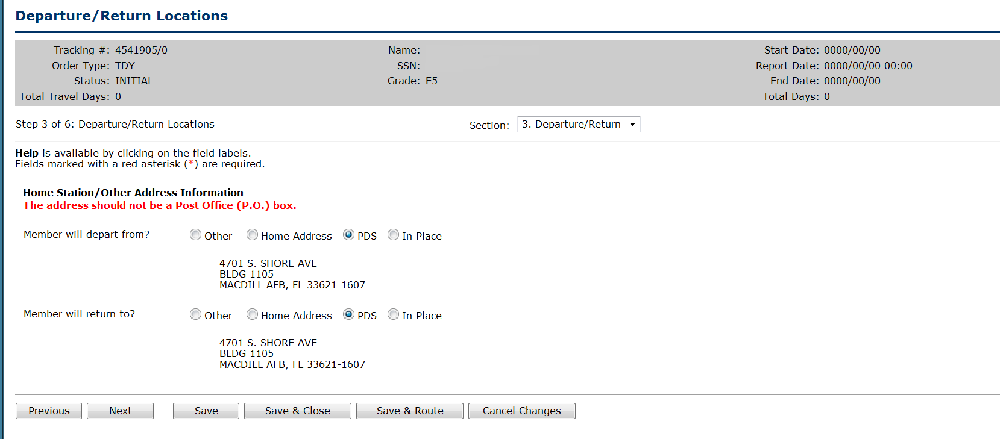 Departure/Return Locations
Tracking #: 4541905/0 Name: Start Date: 0000/00/00
Order Type: TDY SSN: Report Date: 0000/00/00 00:00
Status: INITIAL Grade: E5 End Date: 0000/00/00
Total Travel Days: 0 Total Days: 0
Step 3 of 6: Departure/Return Locations Section: 3. Departure/Return
Help is available by clicking on the field labels.
Fields marked with a red asterisk (*) are required.
Home Station/Other Address Information
The address should not be a Post Office (P.O.) box.
Member will depart from? Other Home Address PDS In Place
4701 S. SHORE AVE
BLDG 1105
MACDILL AFB, FL 33621-1607
Member will return to? Other Home Address PDS In Place
4701 S. SHORE AVE
BLDG 1105
MACDILL AFB, FL 33621-1607
Previous Next Save Save & Close Save & Route Cancel Changes